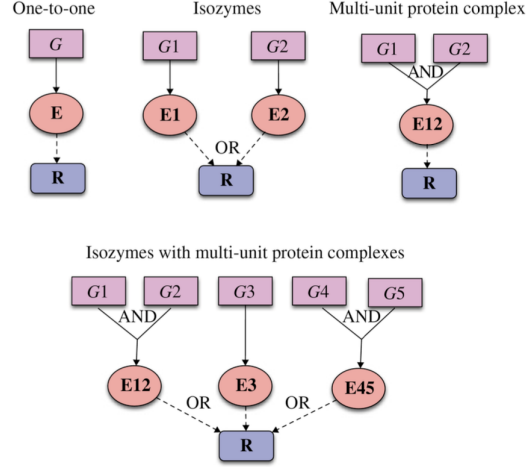 One-to-one
Isozymes
Multi-unit protein complex
G
G1
G2
G1
G2
AND
E
E1
E2
E12
OR
R
R
R
Isozymes with multi-unit protein complexes
G1
G2
G3
G4
G5
AND
AND
E12
E3
E45
OR
OR
R